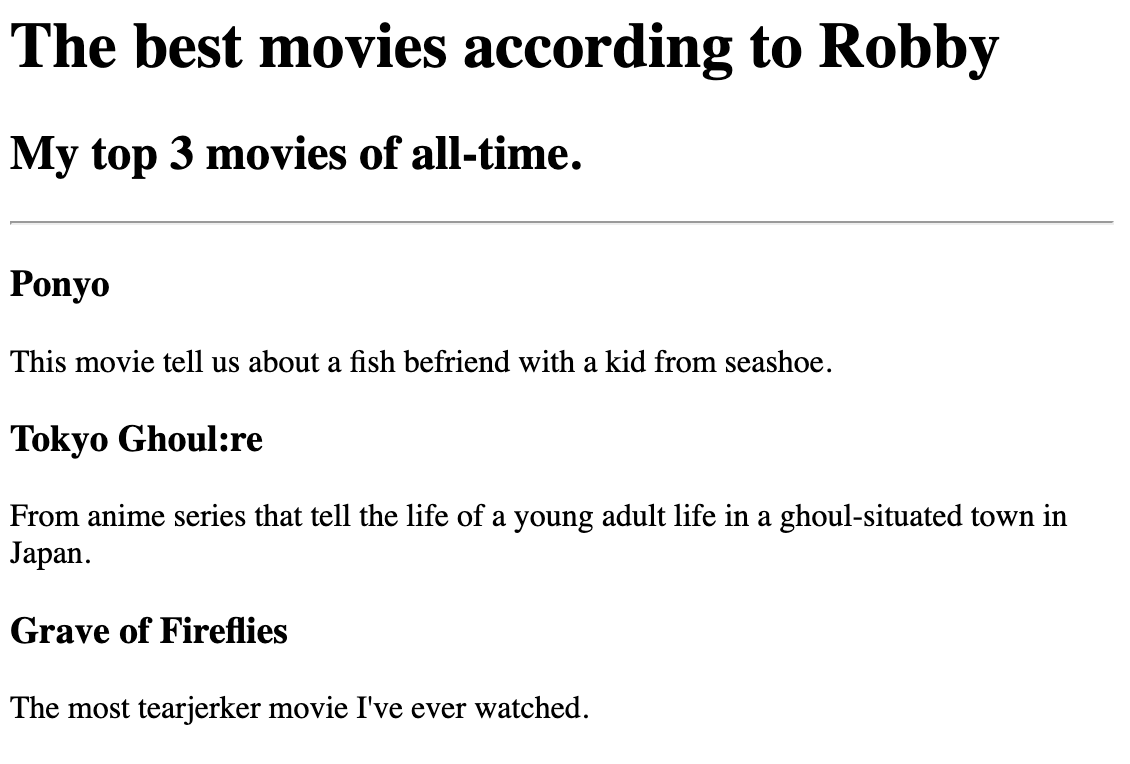 The best movies according to Robby
My top 3 movies of all-time.
Ponyo
This movie tell us about a fish befriend with a kid from seashoe.
Tokyo Ghoul:re
From anime series that tell the life of a young adult life in a ghoul-situated town in
Japan.
Grave of Fireflies
The most tearjerker movie I've ever watched.